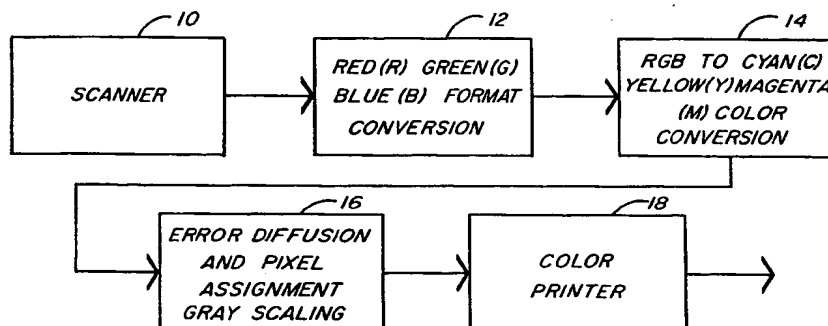 10
SCANNER
12
RED (R) GREEN (G)
BLUE (B) FORMAT
CONVERSION
14
RGB TO CYAN (C)
YELLOW (Y) MAGENTA
(M) COLOR
CONVERSION
16
ERROR DIFFUSION
AND PIXEL
ASSIGNMENT
GRAY SCALING
18
COLOR
PRINTER